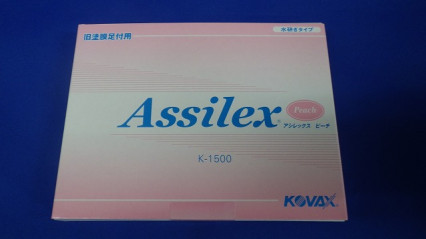 旧塗膜足付用
水研ぎタイプ
Assilex
Peach
アシレックス ピーチ
K-1500
KOVAX